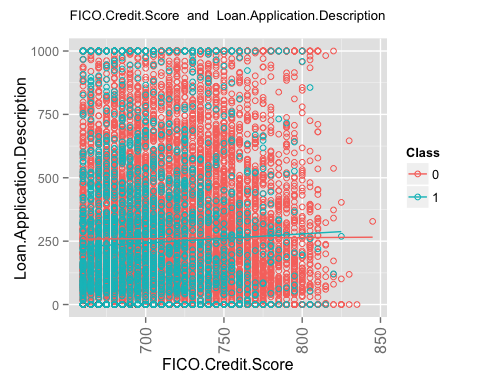 FICO.Credit.Score and Loan.Application.Description
Loan.Application.Description
1000
750
500
250
0
700
750
800
850
FICO.Credit.Score
Class
0
1